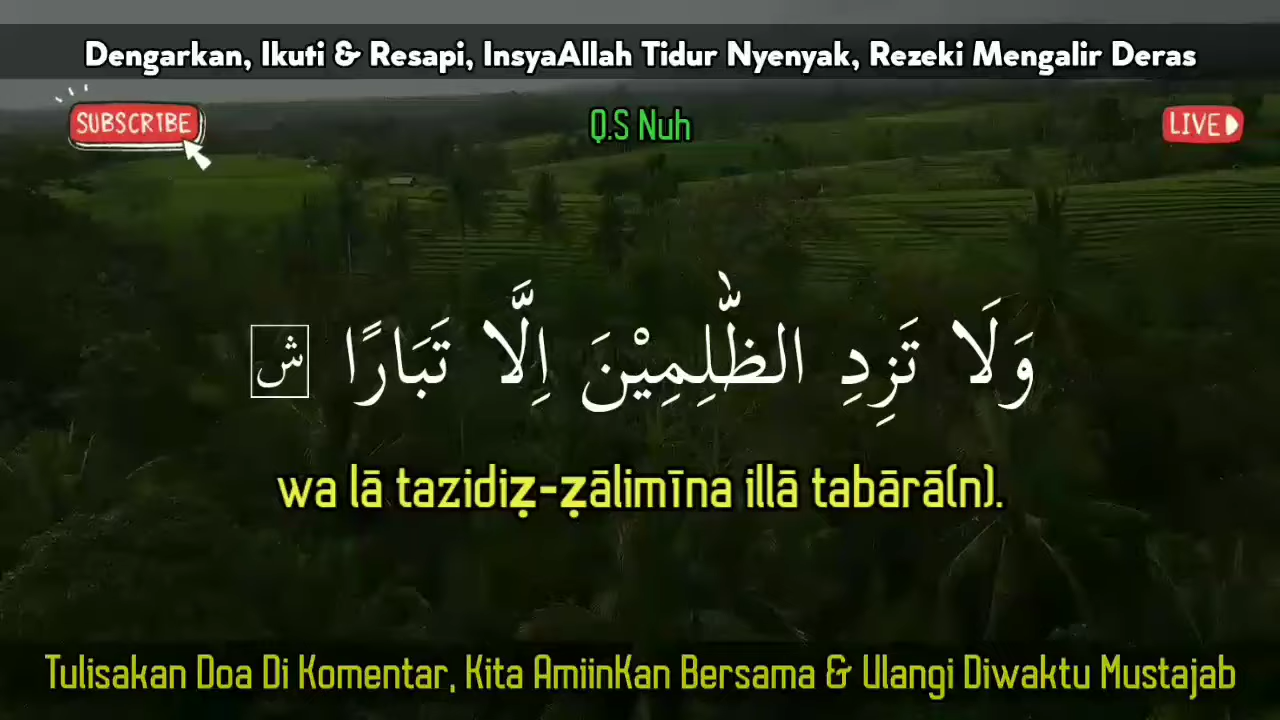 Dengarkan, Ikuti & Resapi, InsyaAllah Tidur Nyenyak, Rezeki Mengalir Deras
SUBSCRIBE
Q.S Nuh
LIVE
وَلَا تَزِدِ الظّٰلِمِيْنَ اِلَّا تَبَارًا ࣖ
wa lā tazidiẓ-ẓālimīna illā tabārā(n).
Tulisakan Doa Di Komentar, Kita AmiinKan Bersama & Ulangi Diwaktu Mustajab